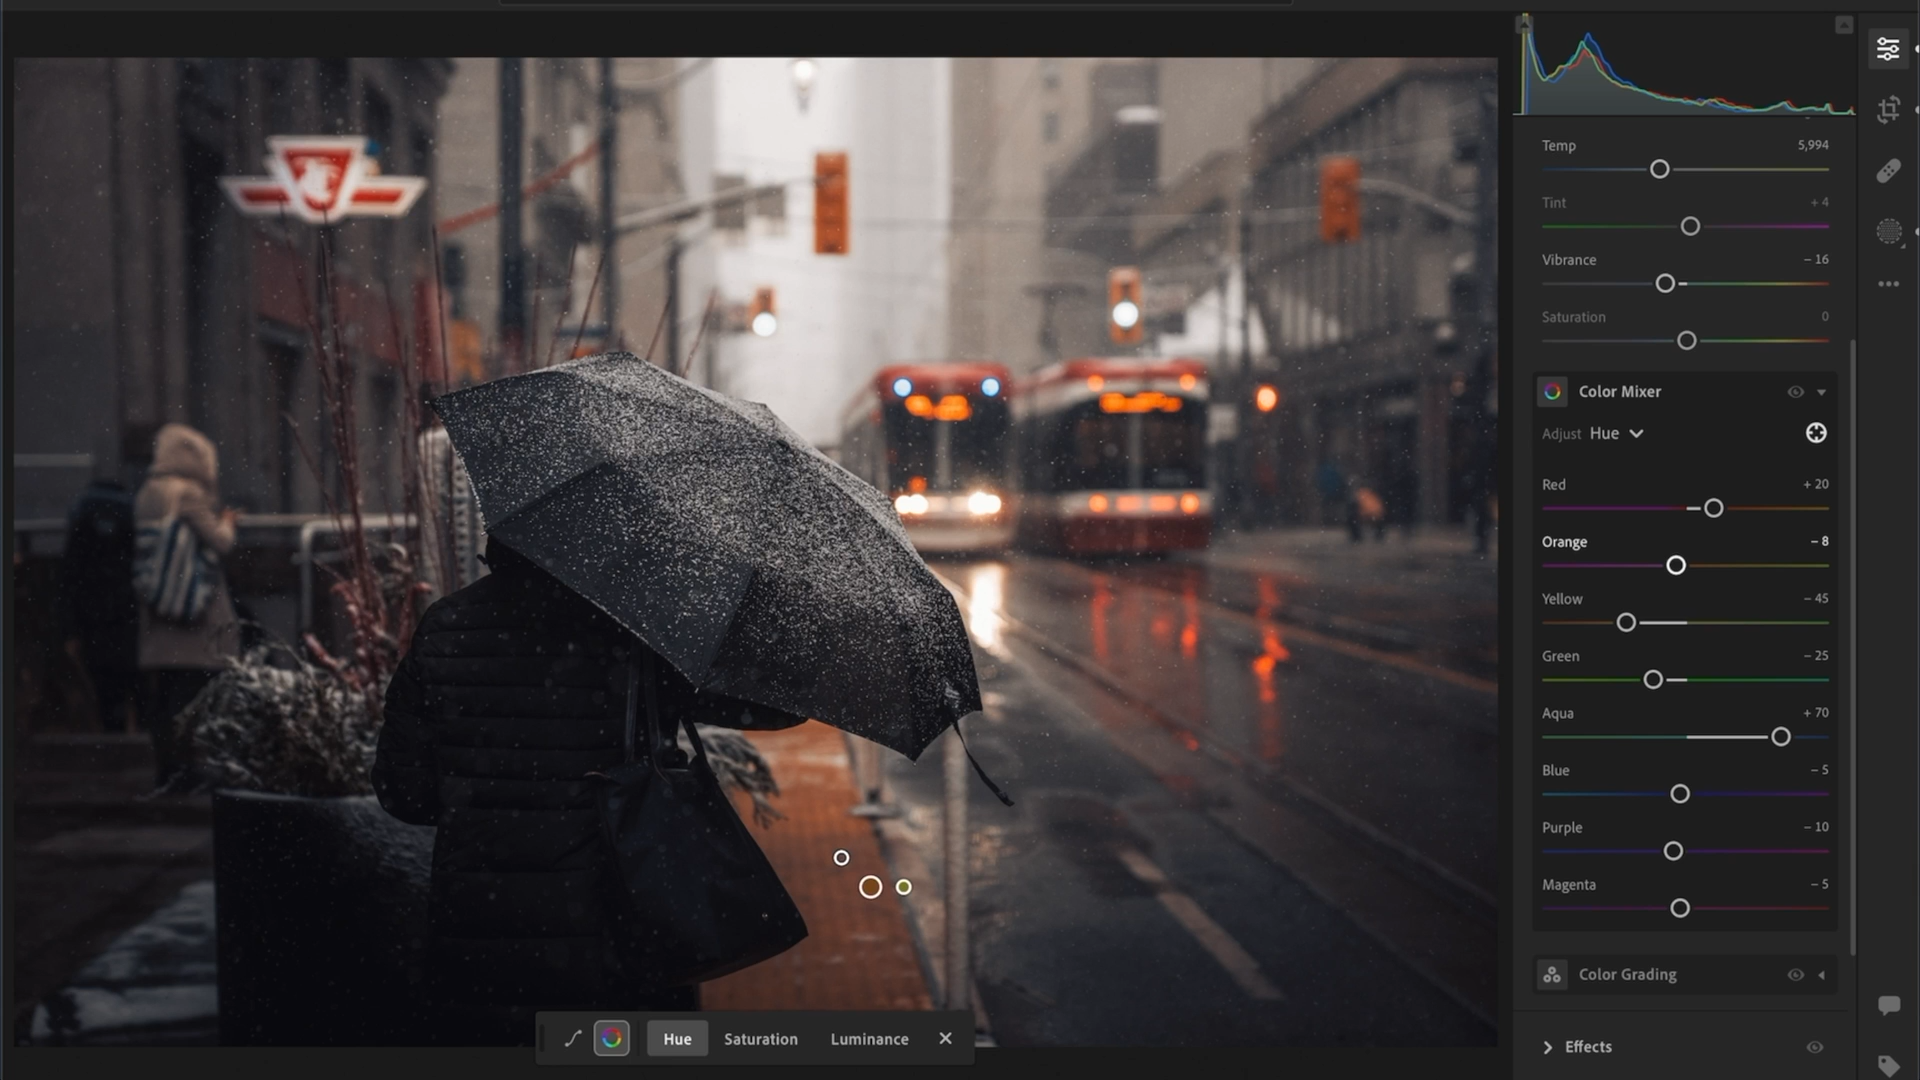 Temp 5,994
Tint + 4
Vibrance − 16
Saturation 0
Color Mixer
Adjust Hue
Red + 20
Orange − 8
Yellow − 45
Green − 25
Aqua + 70
Blue − 5
Purple − 10
Magenta − 5
Color Grading
Effects
Hue Saturation Luminance